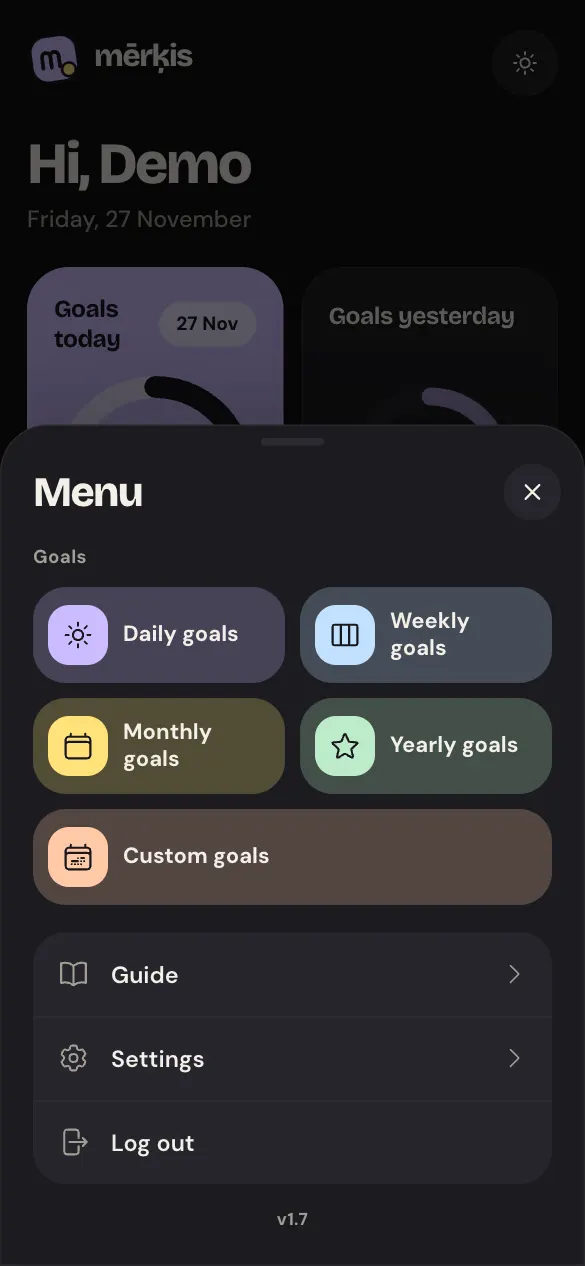 m.
mērķis
Hi, Demo
Friday, 27 November
Goals
today
27 Nov
Goals yesterday
Menu
Goals
Daily goals
Weekly
goals
Monthly
goals
Yearly goals
Custom goals
Guide
Settings
Log out
v1.7